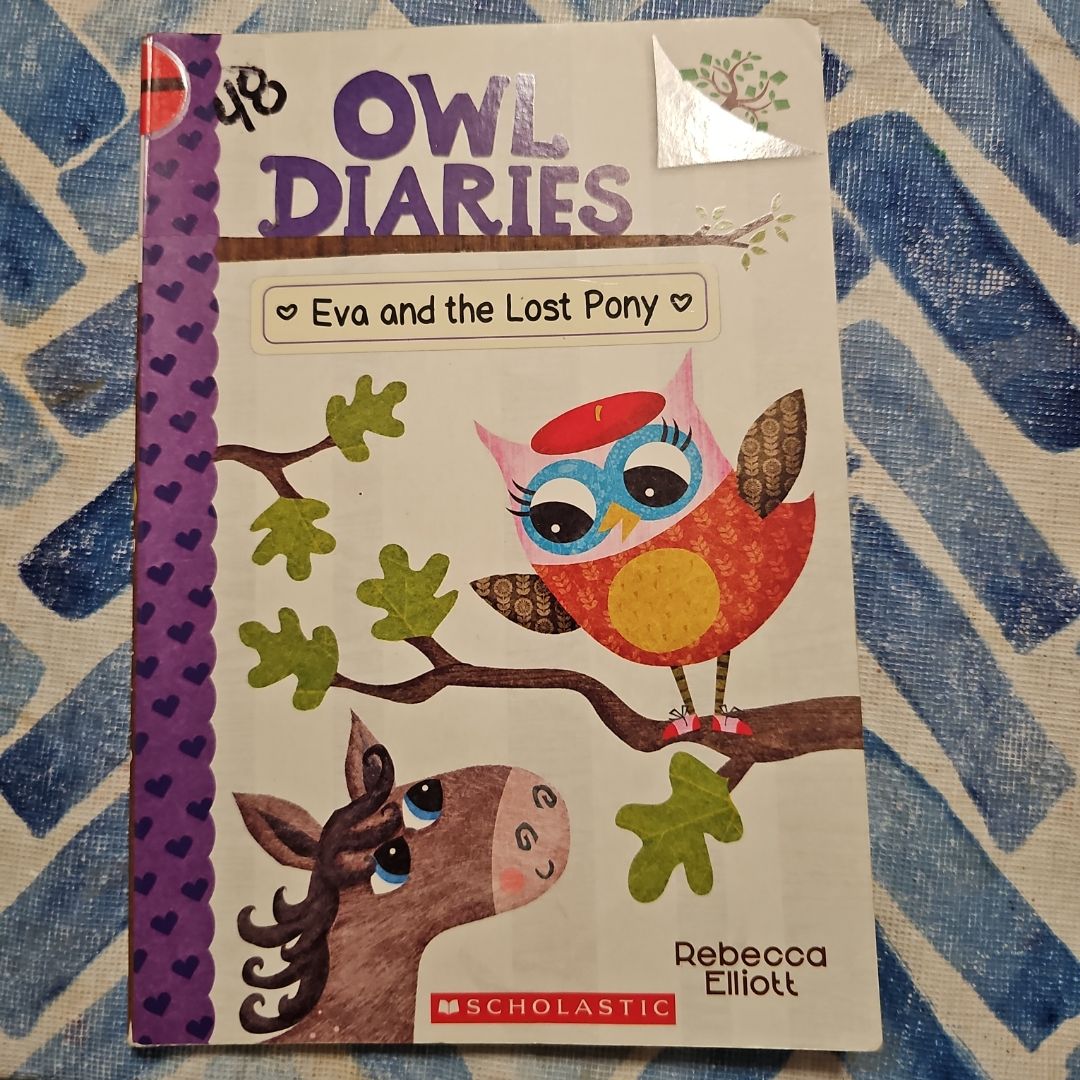 48
OWL
DIARIES
♡ Eva and the Lost Pony ♡
Rebecca
Elliott
SCHOLASTIC